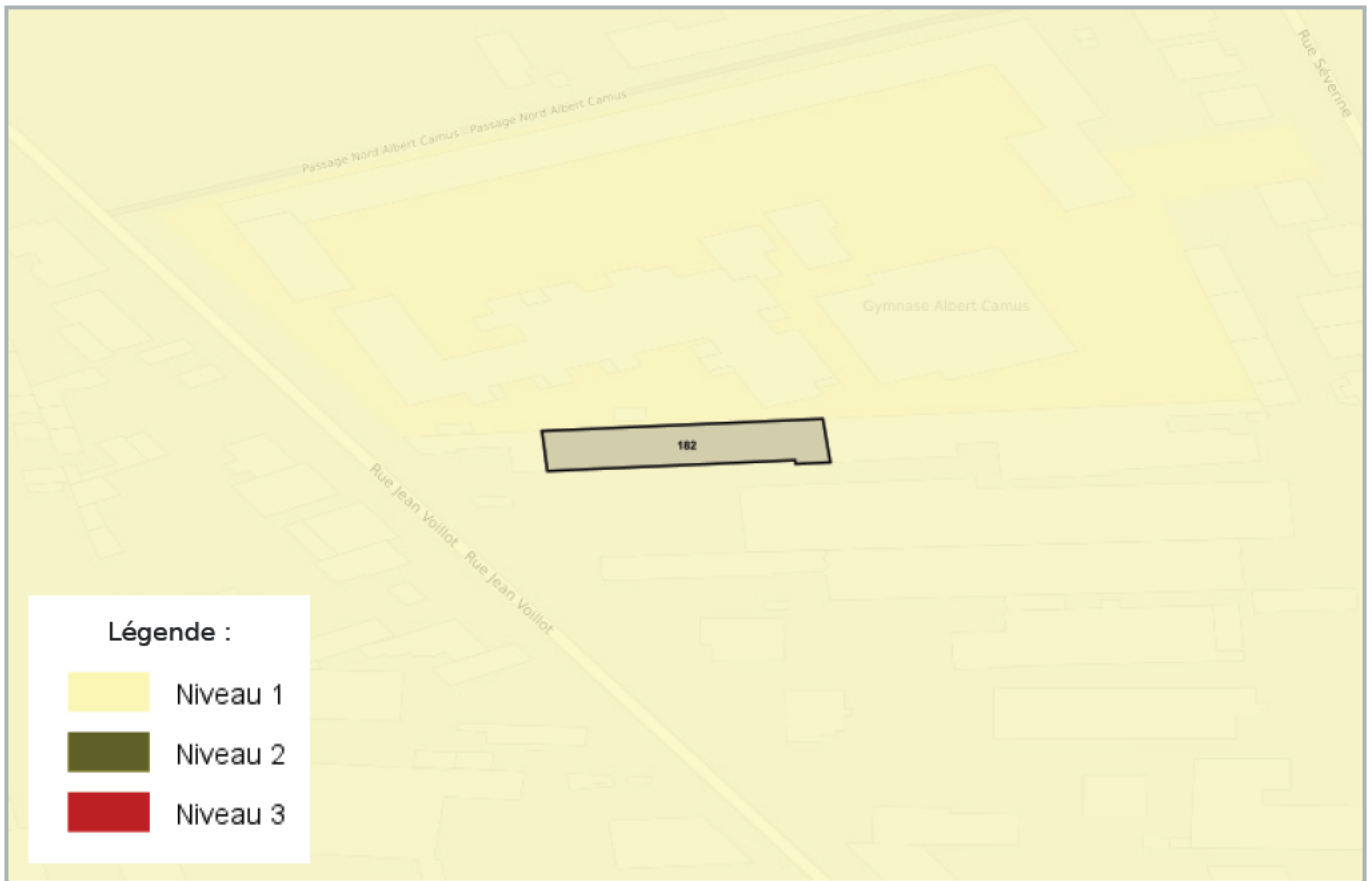 Rue Séverine
Passage Nord Albert Camus Passage Nord Albert Camus
Gymnase Albert Camus
182
Rue Jean Voillot Rue Jean Voillot
Légende :
Niveau 1
Niveau 2
Niveau 3